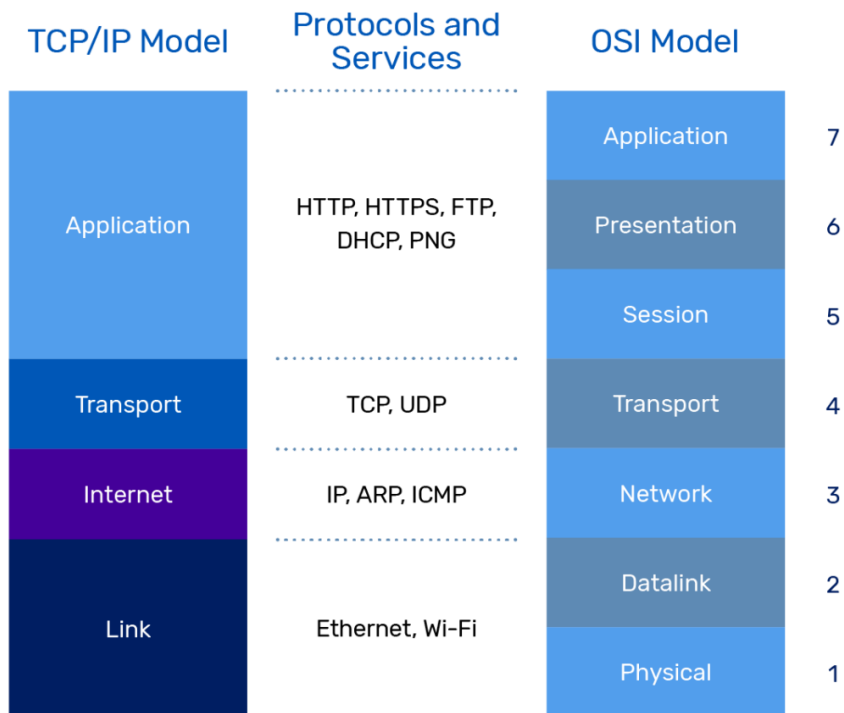 TCP/IP Model
Protocols and
Services
OSI Model
Application
HTTP, HTTPS, FTP,
DHCP, PNG
Application
7
Presentation
6
Session
5
Transport
TCP, UDP
Transport
4
Internet
IP, ARP, ICMP
Network
3
Link
Ethernet, Wi-Fi
Datalink
2
Physical
1